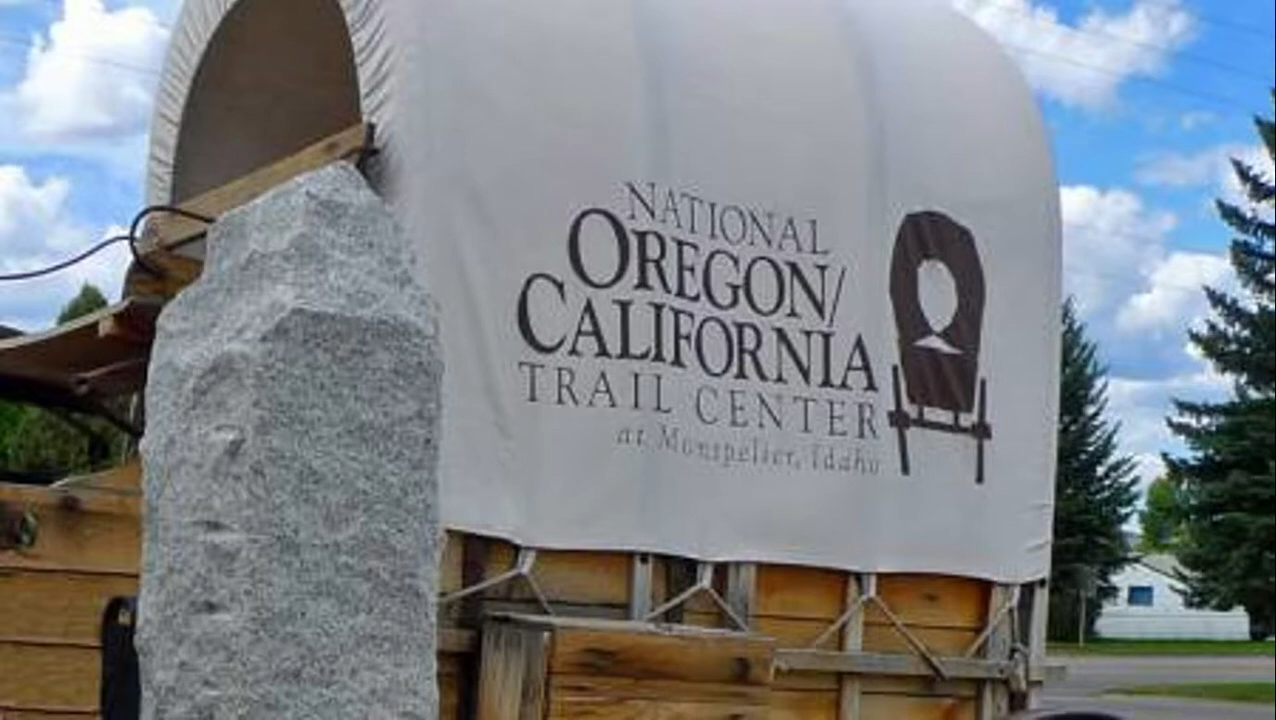 NATIONAL
OREGON/
CALIFORNIA
TRAIL CENTER
at Montpelier, Idaho